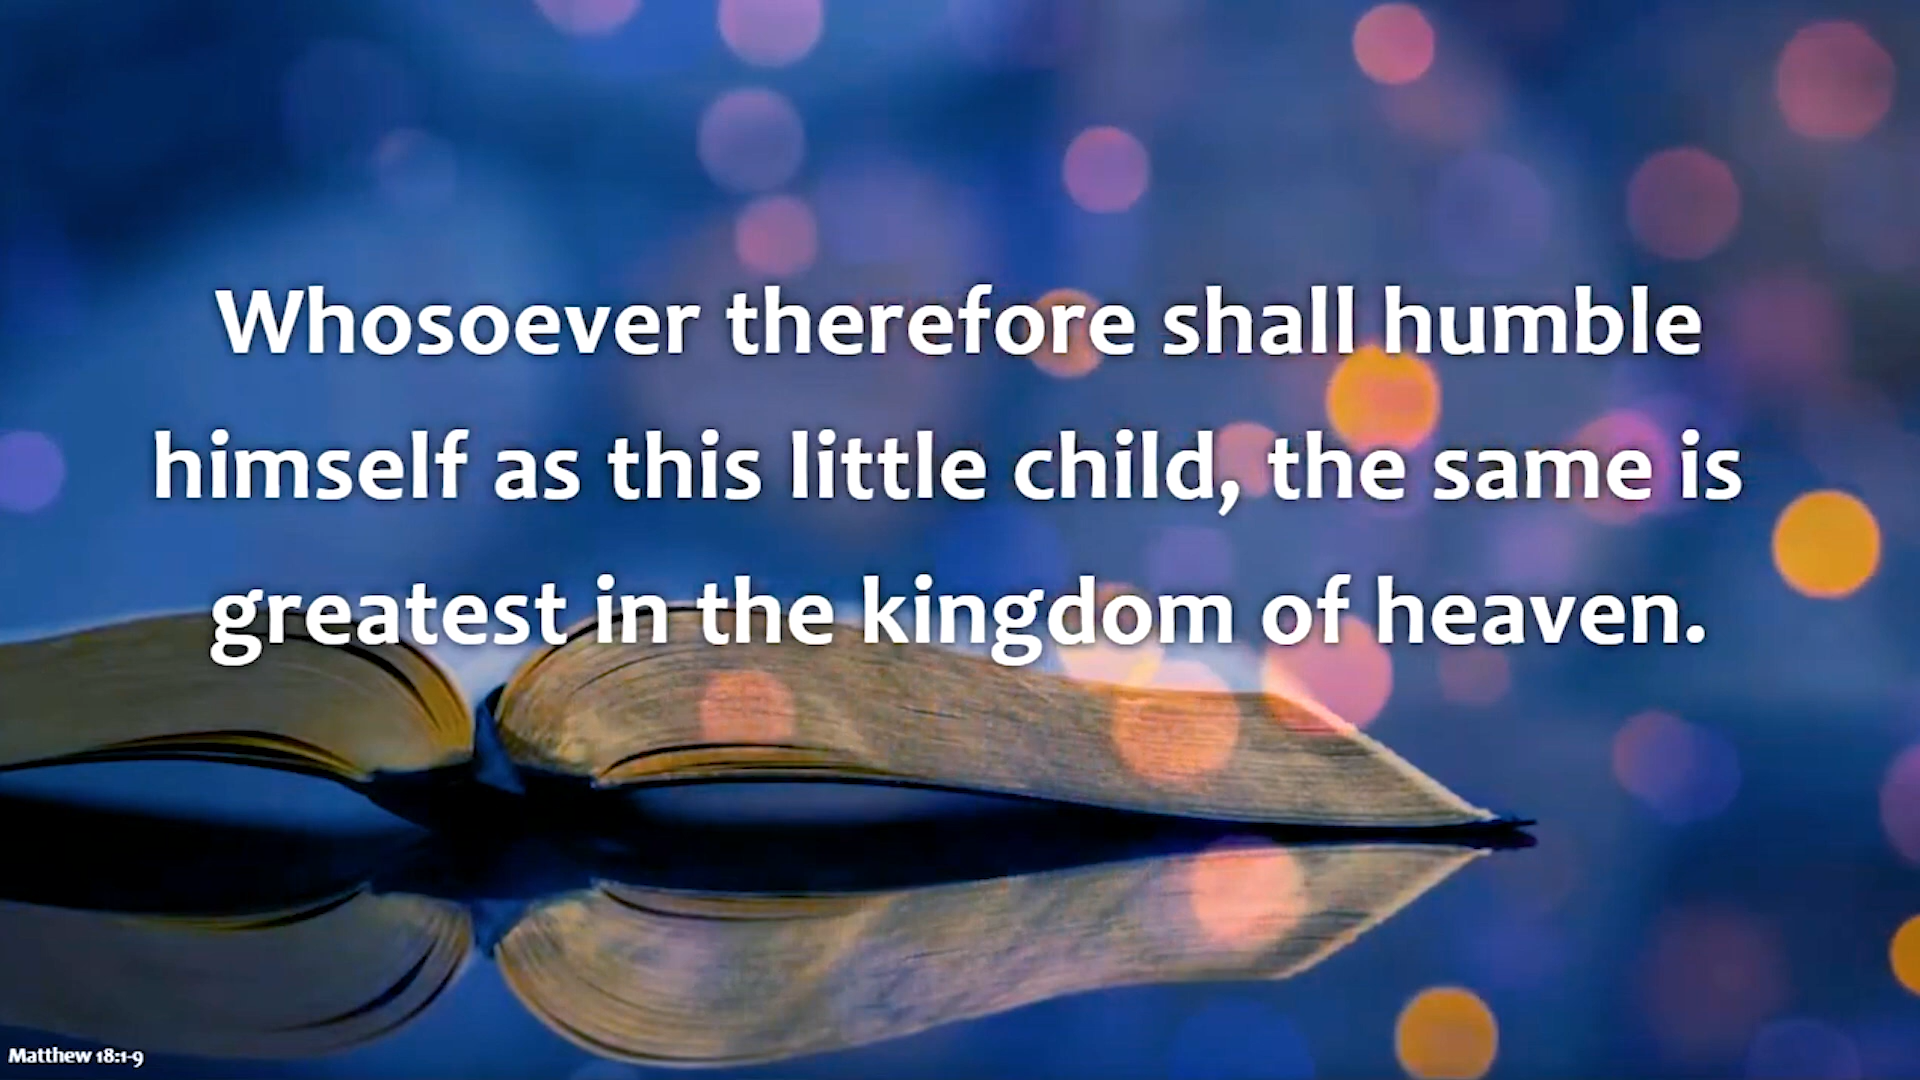 Whosoever therefore shall humble
himself as this little child, the same is
greatest in the kingdom of heaven.
Matthew 18:1-9